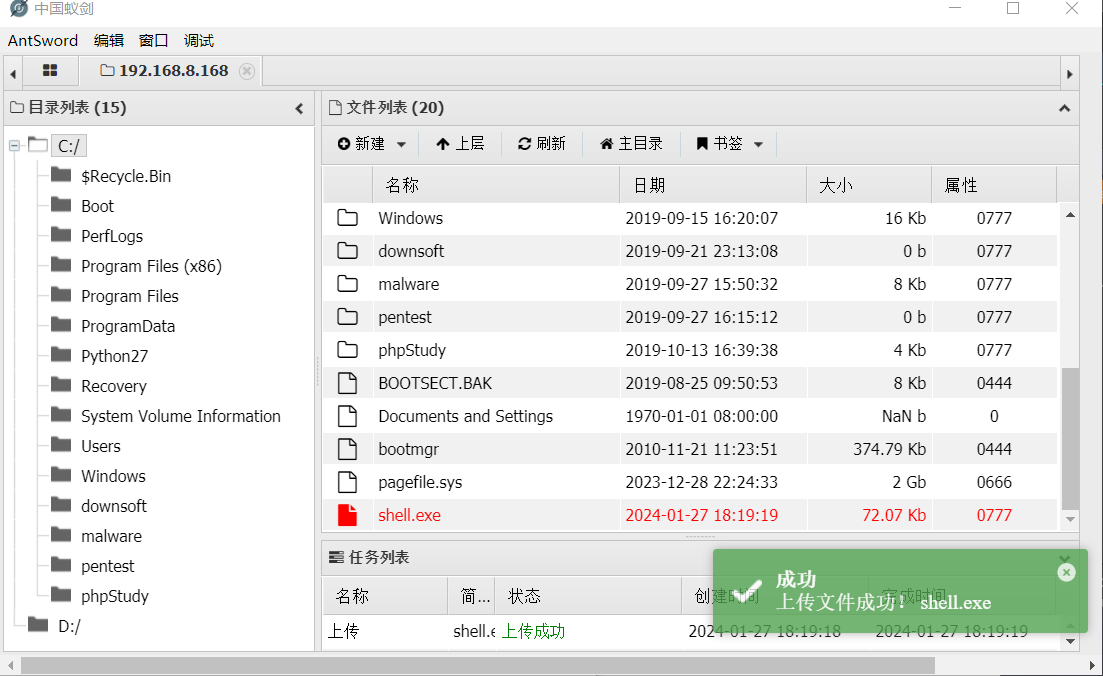 中国蚁剑
AntSword 编辑 窗口 调试
192.168.8.168
目录列表 (15)
C:/
$Recycle.Bin
Boot
PerfLogs
Program Files (x86)
Program Files
ProgramData
Python27
Recovery
System Volume Information
Users
Windows
downsoft
malware
pentest
phpStudy
D:/
文件列表 (20)
新建 上层 刷新 主目录 书签
名称 日期 大小 属性
Windows 2019-09-15 16:20:07 16 Kb 0777
downsoft 2019-09-21 23:13:08 0 b 0777
malware 2019-09-27 15:50:32 8 Kb 0777
pentest 2019-09-27 16:15:12 0 b 0777
phpStudy 2019-10-13 16:39:38 4 Kb 0777
BOOTSECT.BAK 2019-08-25 09:50:53 8 Kb 0444
Documents and Settings 1970-01-01 08:00:00 NaN b 0
bootmgr 2010-11-21 11:23:51 374.79 Kb 0444
pagefile.sys 2023-12-28 22:24:33 2 Gb 0666
shell.exe 2024-01-27 18:19:19 72.07 Kb 0777
任务列表
名称 简... 状态 创建时间 完成时间
上传 shell.e 上传成功 2024-01-27 18:19:18 2024-01-27 18:19:19
成功
上传文件成功! shell.exe